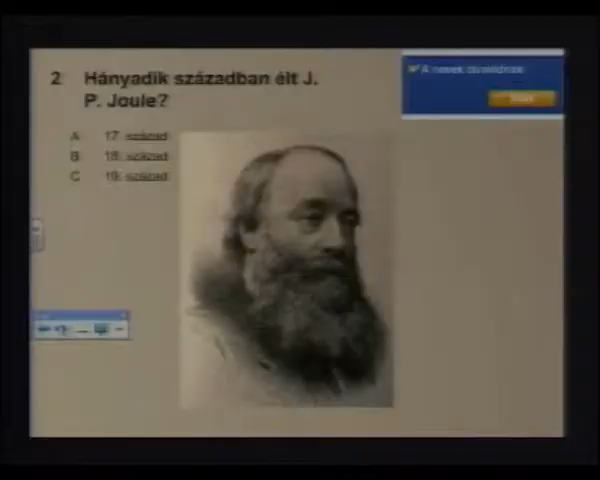 2 Hányadik században élt J.
P. Joule?
A 17. század
B 18. század
C 19. század